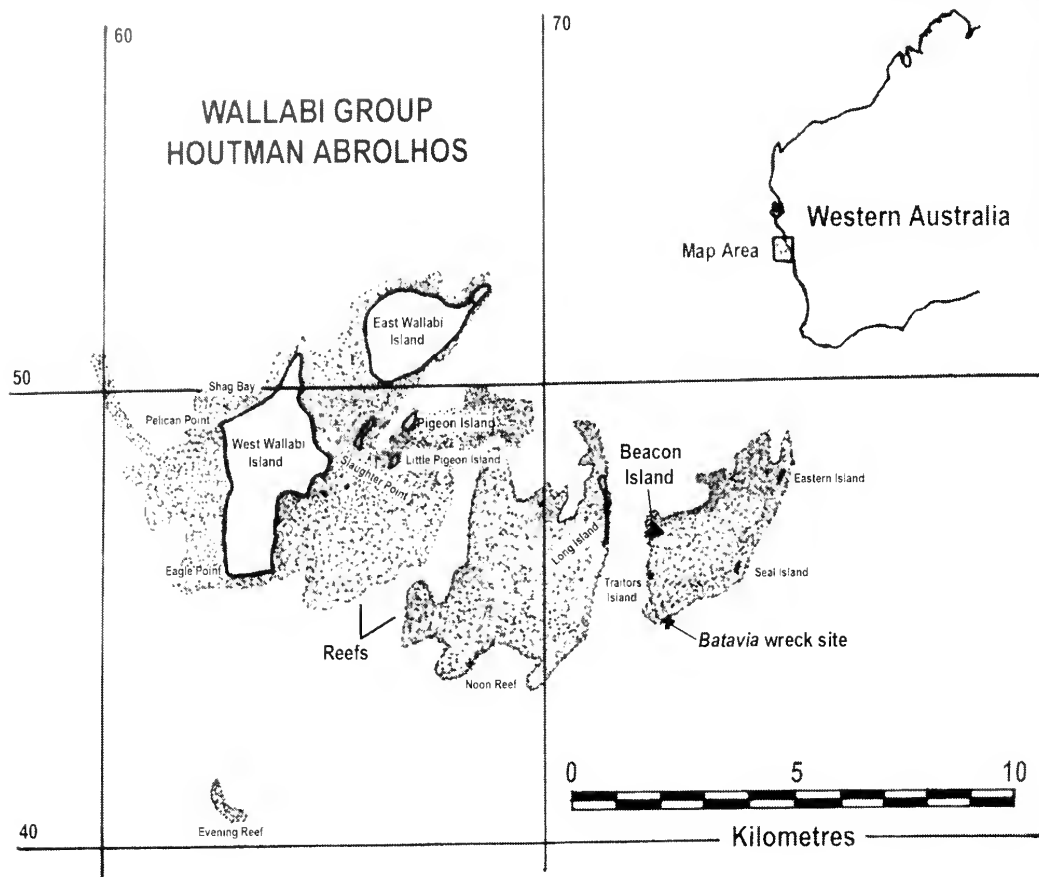 60
70
WALLABI GROUP
HOUTMAN ABROLHOS
Western Australia
Map Area
East Wallabi
Island
50
Shag Bay
Pelican Point
West Wallabi
Island
Pigeon Island
Little Pigeon Island
Slaughter Point
Beacon
Island
Eastern Island
Long Island
Eagle Point
Traitors
Island
Seal Island
Reefs
Batavia wreck site
Noon Reef
0 5 10
Evening Reef
40
Kilometres